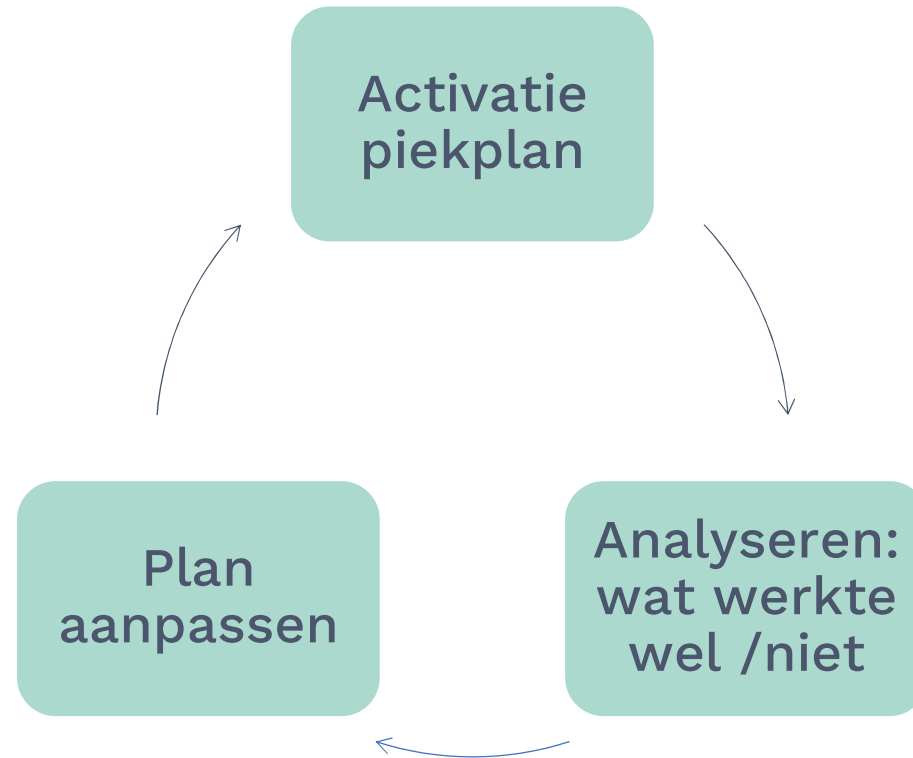 Activatie
piekplan
Plan
aanpassen
Analyseren:
wat werkte
wel /niet